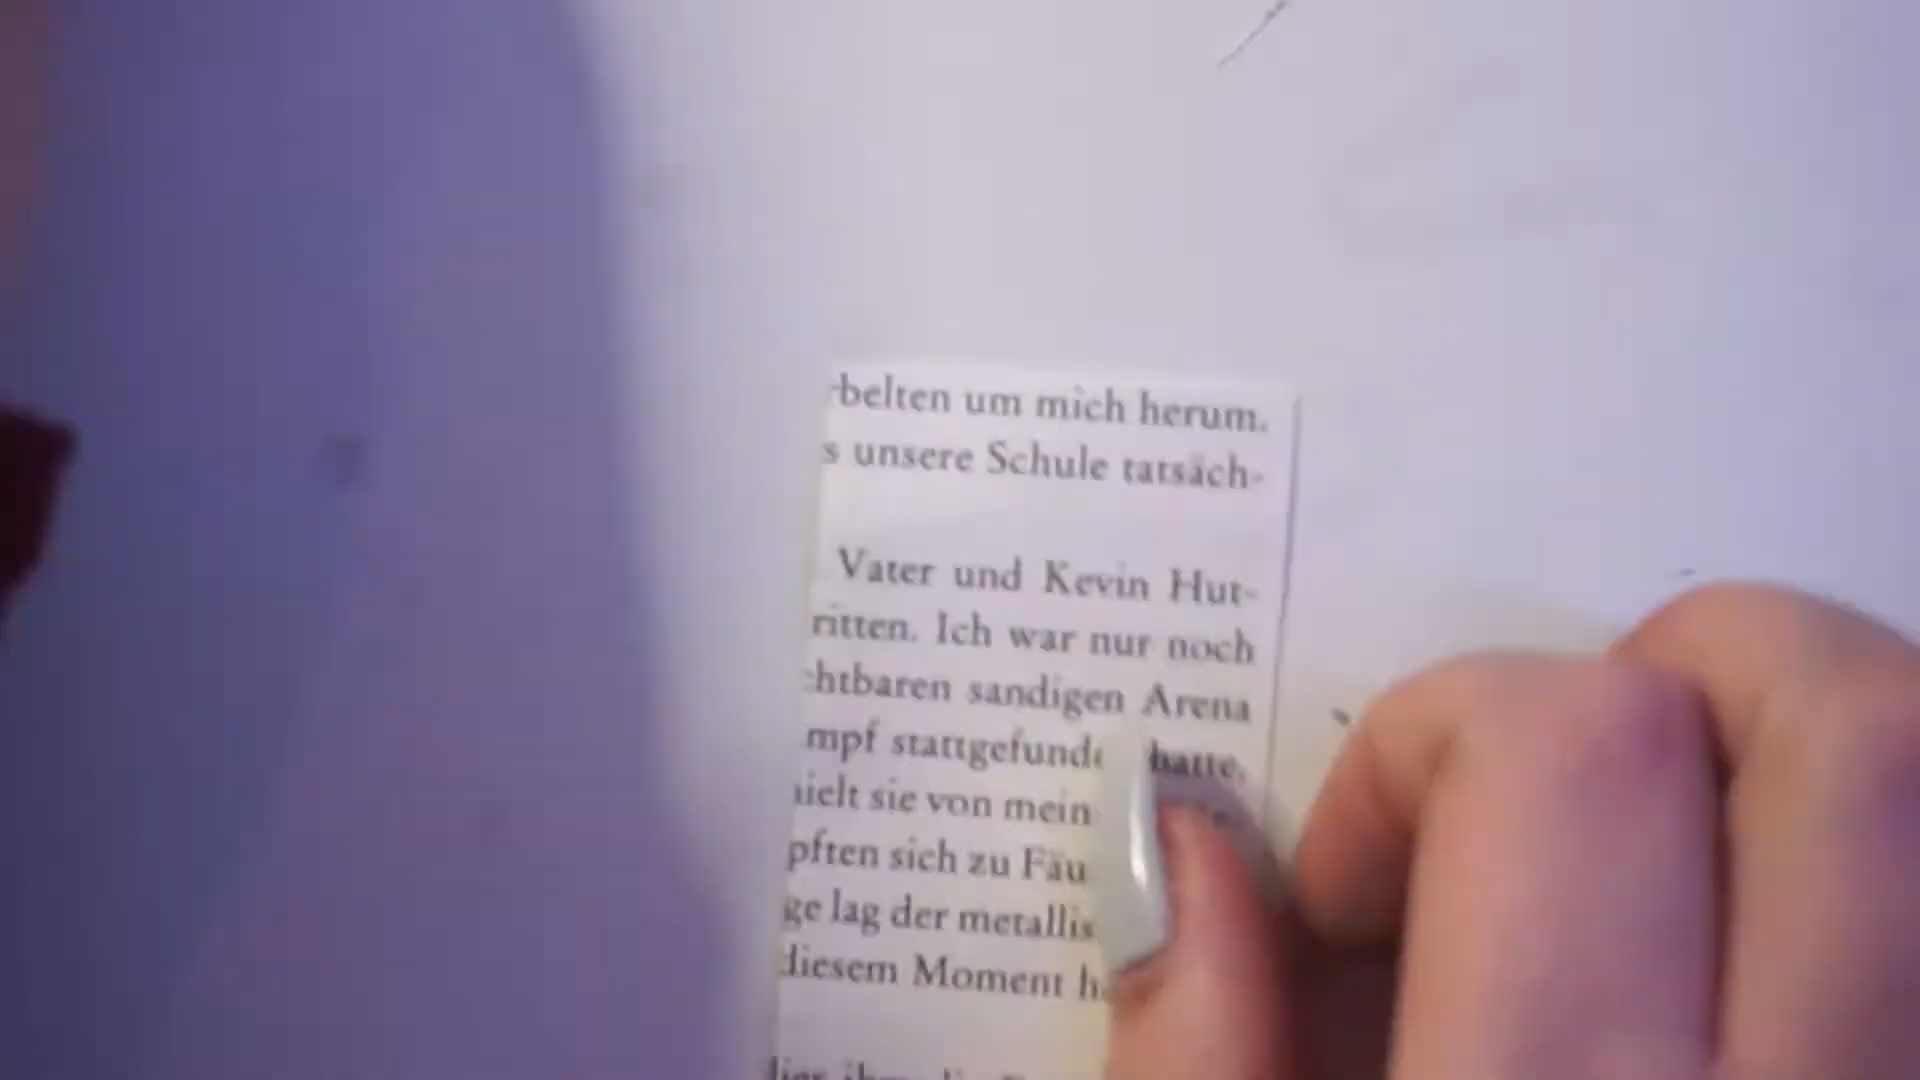 belten um mich herum.
s unsere Schule tatsäch-
Vater und Kevin Hut-
ritten. Ich war nur noch
htbaren sandigen Arena
mpf stattgefunde hatte.
ielt sie von mein
pften sich zu Fäu
ge lag der metallis
diesem Moment h